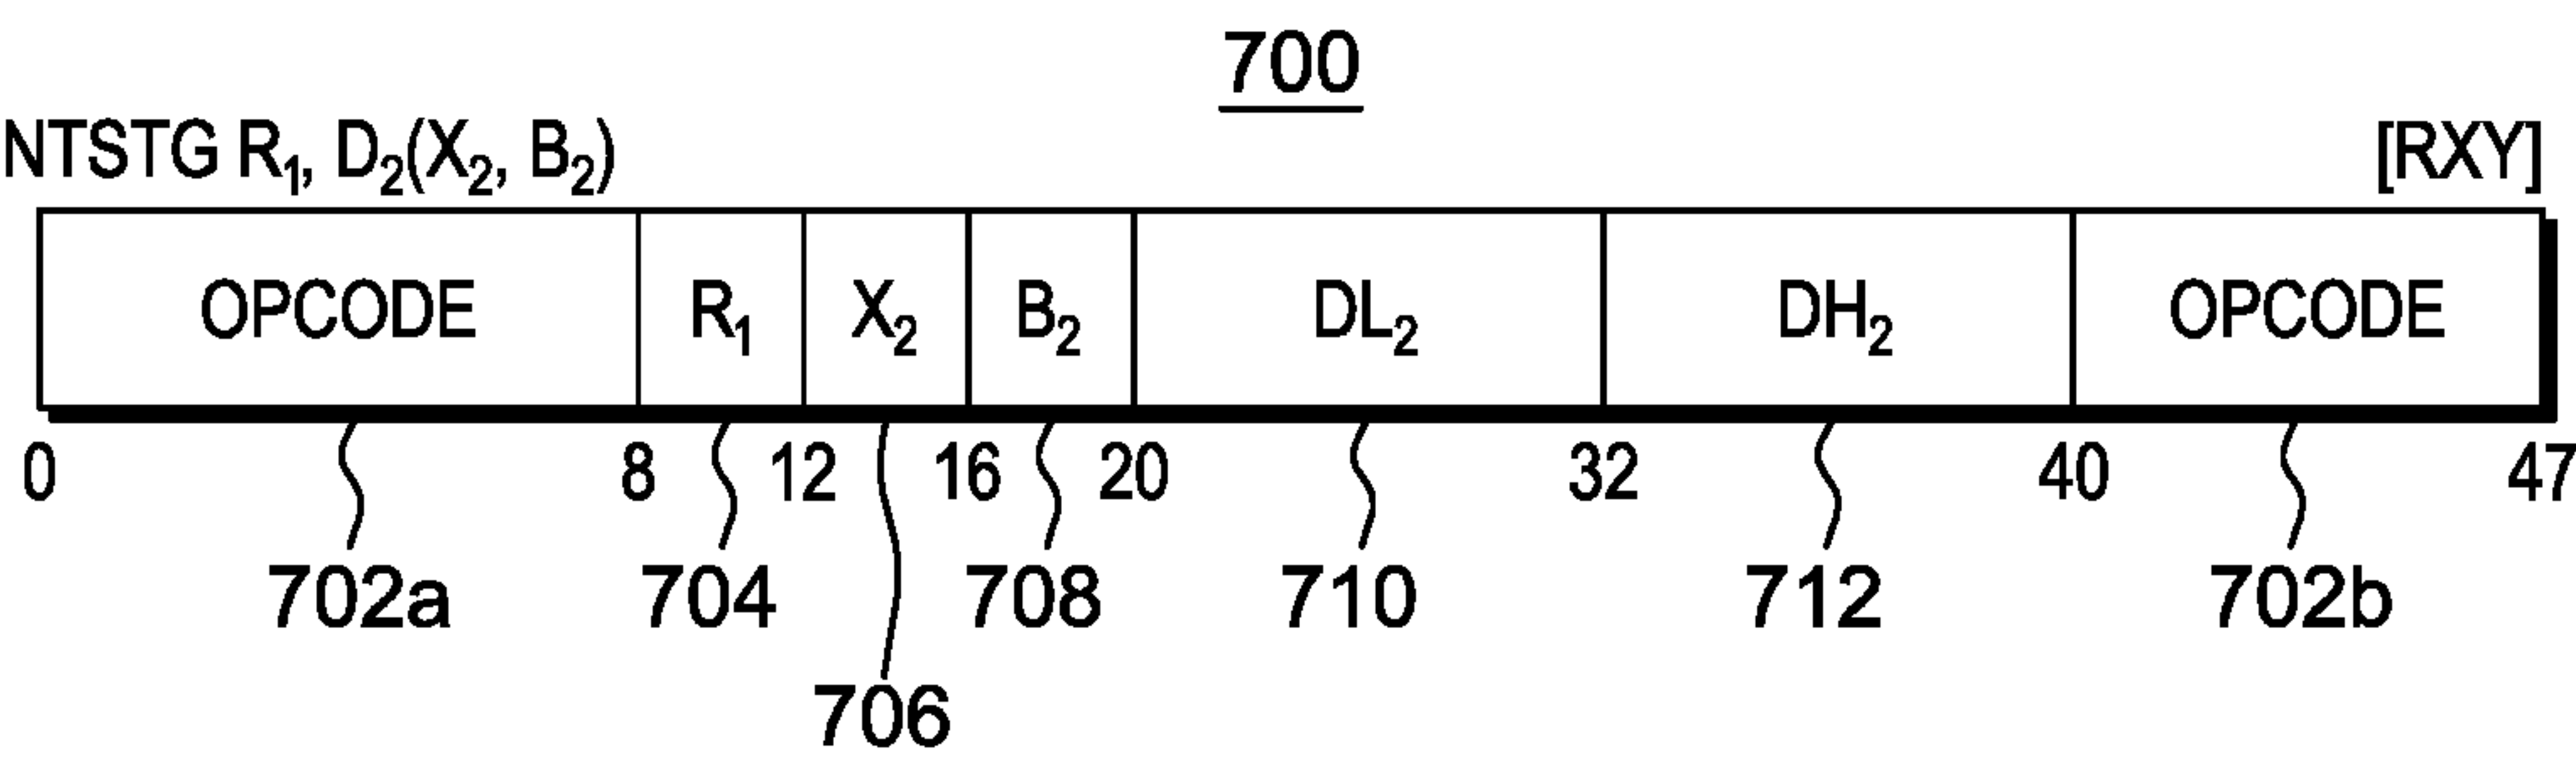 700
NTSTG R₁, D₂(X₂, B₂) [RXY]
OPCODE R₁ X₂ B₂ DL₂ DH₂ OPCODE
0 8 12 16 20 32 40 47
702a 704 708 710 712 702b
706